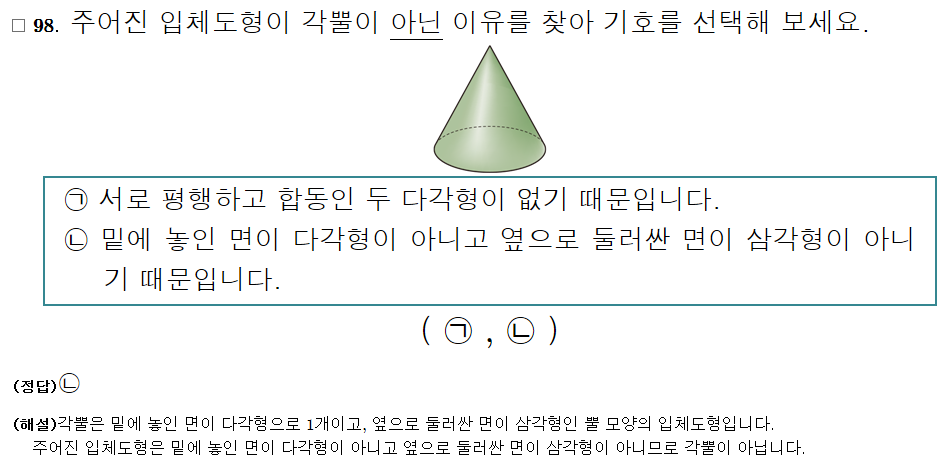 □ 98. 주어진 입체도형이 각뿔이 아닌 이유를 찾아 기호를 선택해 보세요.
㉠ 서로 평행하고 합동인 두 다각형이 없기 때문입니다.
㉡ 밑에 놓인 면이 다각형이 아니고 옆으로 둘러싼 면이 삼각형이 아니
기 때문입니다.
( ㉠ , ㉡ )
(정답)㉡
(해설)각뿔은 밑에 놓인 면이 다각형으로 1개이고, 옆으로 둘러싼 면이 삼각형인 뿔 모양의 입체도형입니다.
주어진 입체도형은 밑에 놓인 면이 다각형이 아니고 옆으로 둘러싼 면이 삼각형이 아니므로 각뿔이 아닙니다.